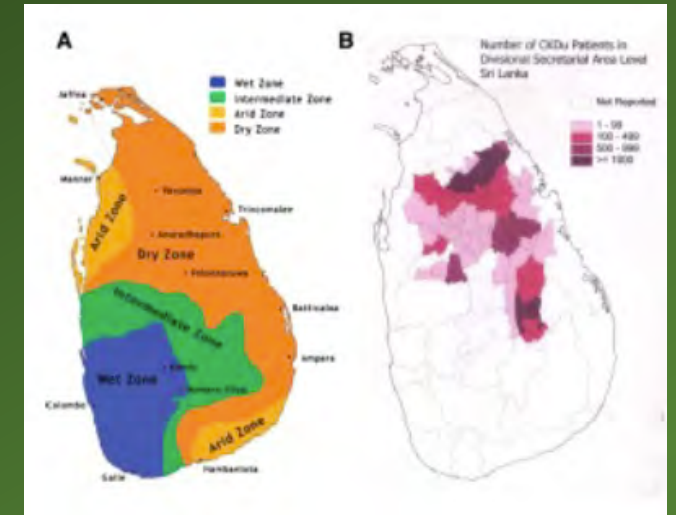 A
Wet Zone
Intermediate Zone
Arid Zone
Dry Zone
Jaffna
Mannar
Vavuniya
Trincomalee
Arid Zone
Anuradhapura
Dry Zone
Polonnaruwa
Intermediate Zone
Batticaloa
Ampara
Wet Zone
Kandy
Colombo
Arid Zone
Hambantota
Galle
B
Number of CKDu Patients in
Divisional Secretarial Area Level
Sri Lanka
Not Reported
1 - 99
100 - 499
500 - 999
>= 1000